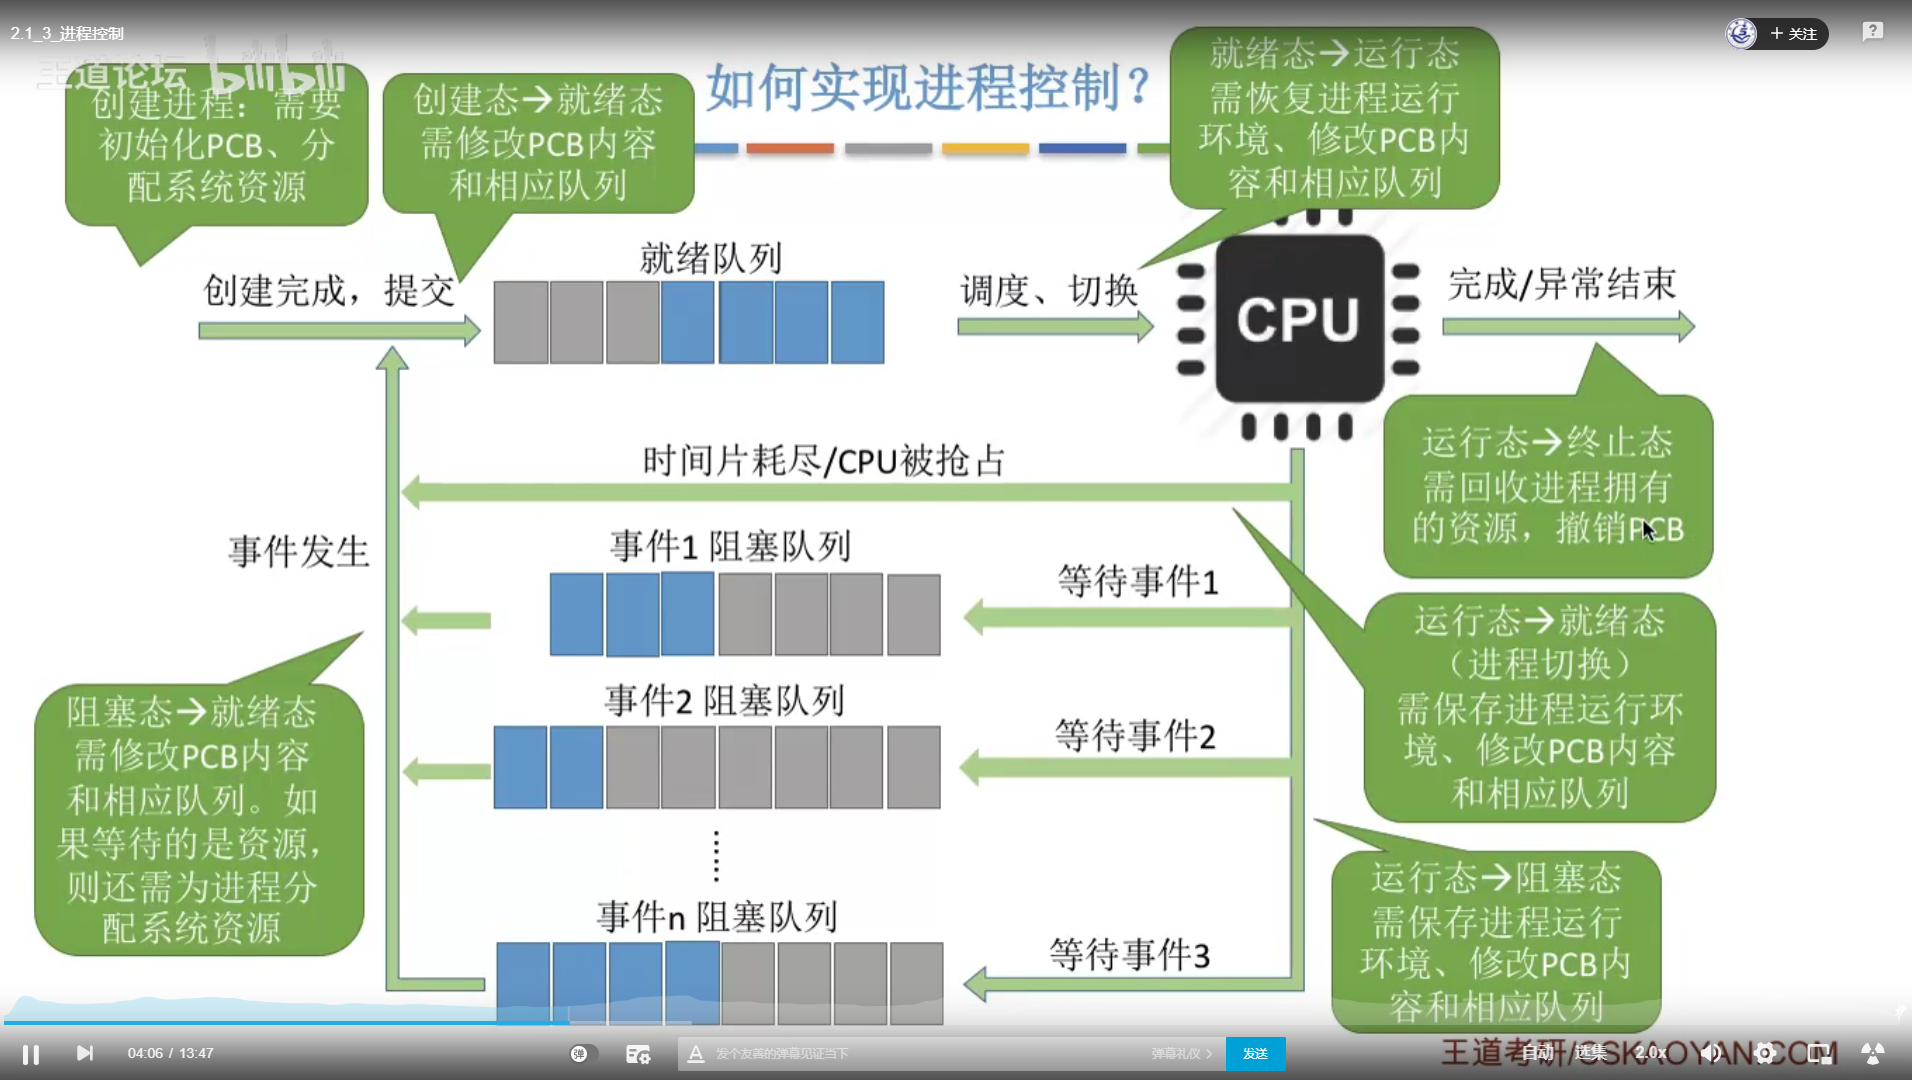 2.1_3_进程控制
＋ 关注
王道论坛 bilibili
如何实现进程控制？
创建进程：需要
初始化PCB、分
配系统资源
创建态→就绪态
需修改PCB内容
和相应队列
就绪态→运行态
需恢复进程运行
环境、修改PCB内
容和相应队列
创建完成，提交
就绪队列
调度、切换
CPU
完成/异常结束
运行态→终止态
需回收进程拥有
的资源，撤销PCB
时间片耗尽/CPU被抢占
事件发生
事件1 阻塞队列
等待事件1
运行态→就绪态
（进程切换）
需保存进程运行环
境、修改PCB内容
和相应队列
阻塞态→就绪态
需修改PCB内容
和相应队列。如
果等待的是资源，
则还需为进程分
配系统资源
事件2 阻塞队列
等待事件2
……
事件n 阻塞队列
等待事件3
运行态→阻塞态
需保存进程运行
环境、修改PCB内
容和相应队列
04:06 / 13:47
弹
A 发个友善的弹幕见证当下
弹幕礼仪 >
发送
自动 选集 2.0x
王道考研/CSKAOYAN.COM